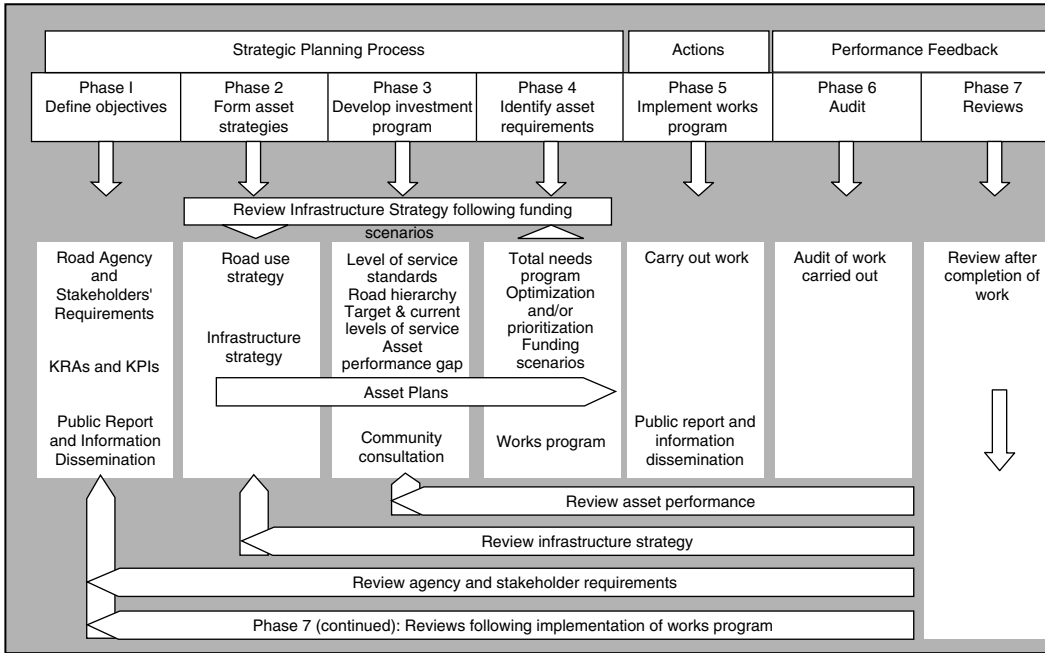 Strategic Planning Process
Actions
Performance Feedback
Phase I
Define objectives
Phase 2
Form asset
strategies
Phase 3
Develop investment
program
Phase 4
Identify asset
requirements
Phase 5
Implement works
program
Phase 6
Audit
Phase 7
Reviews
Review Infrastructure Strategy following funding
scenarios
Road Agency
and
Stakeholders'
Requirements
KRAs and KPIs
Public Report
and Information
Dissemination
Road use
strategy
Infrastructure
strategy
Level of service
standards
Road hierarchy
Target & current
levels of service
Asset
performance gap
Community
consultation
Total needs
program
Optimization
and/or
prioritization
Funding
scenarios
Works program
Asset Plans
Carry out work
Public report and
information
dissemination
Audit of work
carried out
Review after
completion of
work
Review asset performance
Review infrastructure strategy
Review agency and stakeholder requirements
Phase 7 (continued): Reviews following implementation of works program